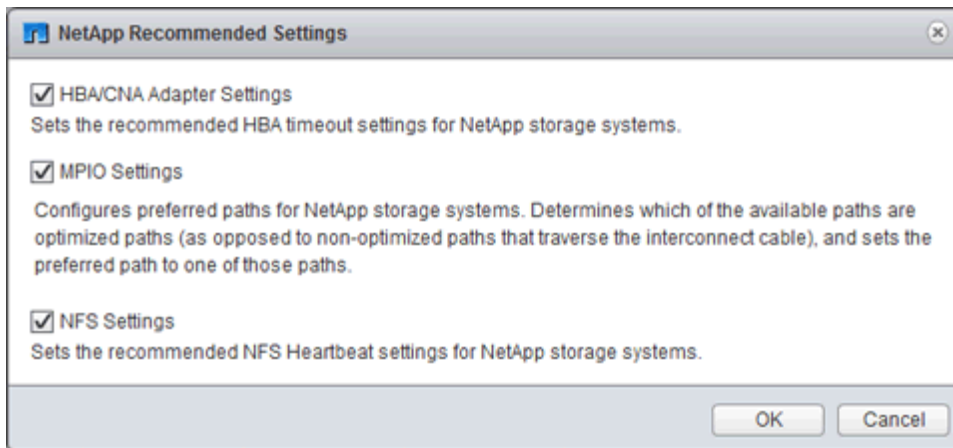 NetApp Recommended Settings
HBA/CNA Adapter Settings
Sets the recommended HBA timeout settings for NetApp storage systems.
MPIO Settings
Configures preferred paths for NetApp storage systems. Determines which of the available paths are
optimized paths (as opposed to non-optimized paths that traverse the interconnect cable), and sets the
preferred path to one of those paths.
NFS Settings
Sets the recommended NFS Heartbeat settings for NetApp storage systems.
OK
Cancel